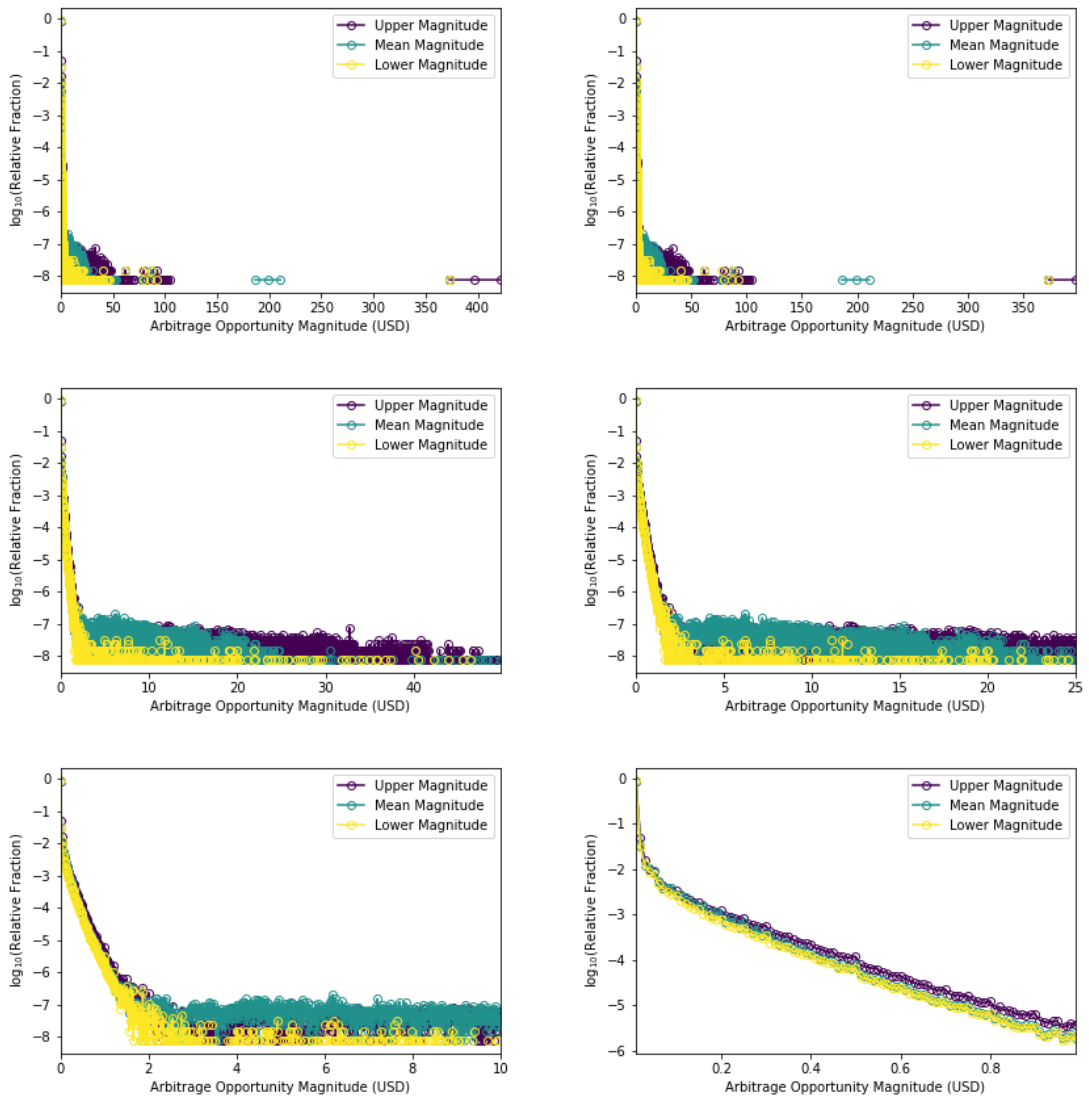 0
−1
−2
−3
−4
−5
−6
−7
−8
log₁₀(Relative Fraction)
Upper Magnitude
Mean Magnitude
Lower Magnitude
0 50 100 150 200 250 300 350 400
Arbitrage Opportunity Magnitude (USD)
0
−1
−2
−3
−4
−5
−6
−7
−8
log₁₀(Relative Fraction)
Upper Magnitude
Mean Magnitude
Lower Magnitude
0 50 100 150 200 250 300 350
Arbitrage Opportunity Magnitude (USD)
0
−1
−2
−3
−4
−5
−6
−7
−8
log₁₀(Relative Fraction)
Upper Magnitude
Mean Magnitude
Lower Magnitude
0 10 20 30 40
Arbitrage Opportunity Magnitude (USD)
0
−1
−2
−3
−4
−5
−6
−7
−8
log₁₀(Relative Fraction)
Upper Magnitude
Mean Magnitude
Lower Magnitude
0 5 10 15 20 25
Arbitrage Opportunity Magnitude (USD)
0
−1
−2
−3
−4
−5
−6
−7
−8
log₁₀(Relative Fraction)
Upper Magnitude
Mean Magnitude
Lower Magnitude
0 2 4 6 8 10
Arbitrage Opportunity Magnitude (USD)
0
−1
−2
−3
−4
−5
−6
log₁₀(Relative Fraction)
Upper Magnitude
Mean Magnitude
Lower Magnitude
0.2 0.4 0.6 0.8
Arbitrage Opportunity Magnitude (USD)